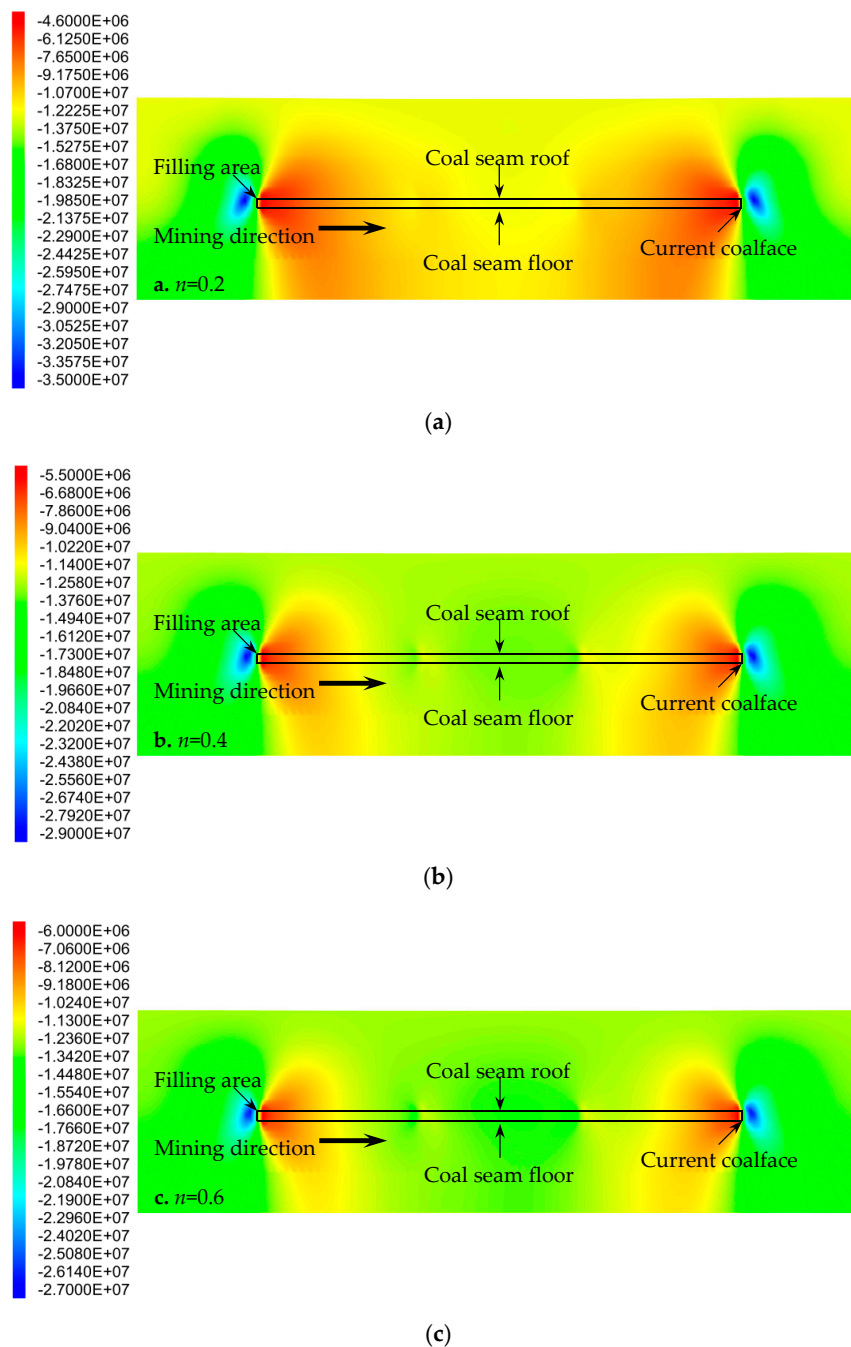 -4.6000E+06
-6.1250E+06
-7.6500E+06
-9.1750E+06
-1.0700E+07
-1.2225E+07
-1.3750E+07
-1.5275E+07
-1.6800E+07
-1.8325E+07
-1.9850E+07
-2.1375E+07
-2.2900E+07
-2.4425E+07
-2.5950E+07
-2.7475E+07
-2.9000E+07
-3.0525E+07
-3.2050E+07
-3.3575E+07
-3.5000E+07
Filling area
Coal seam roof
Mining direction
Coal seam floor
Current coalface
a. n=0.2
(a)
-5.5000E+06
-6.6800E+06
-7.8600E+06
-9.0400E+06
-1.0220E+07
-1.1400E+07
-1.2580E+07
-1.3760E+07
-1.4940E+07
-1.6120E+07
-1.7300E+07
-1.8480E+07
-1.9660E+07
-2.0840E+07
-2.2020E+07
-2.3200E+07
-2.4380E+07
-2.5560E+07
-2.6740E+07
-2.7920E+07
-2.9000E+07
Filling area
Coal seam roof
Mining direction
Coal seam floor
Current coalface
b. n=0.4
(b)
-6.0000E+06
-7.0600E+06
-8.1200E+06
-9.1800E+06
-1.0240E+07
-1.1300E+07
-1.2360E+07
-1.3420E+07
-1.4480E+07
-1.5540E+07
-1.6600E+07
-1.7660E+07
-1.8720E+07
-1.9780E+07
-2.0840E+07
-2.1900E+07
-2.2960E+07
-2.5080E+07
-2.6140E+07
-2.7000E+07
Filling area
Coal seam roof
Mining direction
Coal seam floor
Current coalface
c. n=0.6
(c)